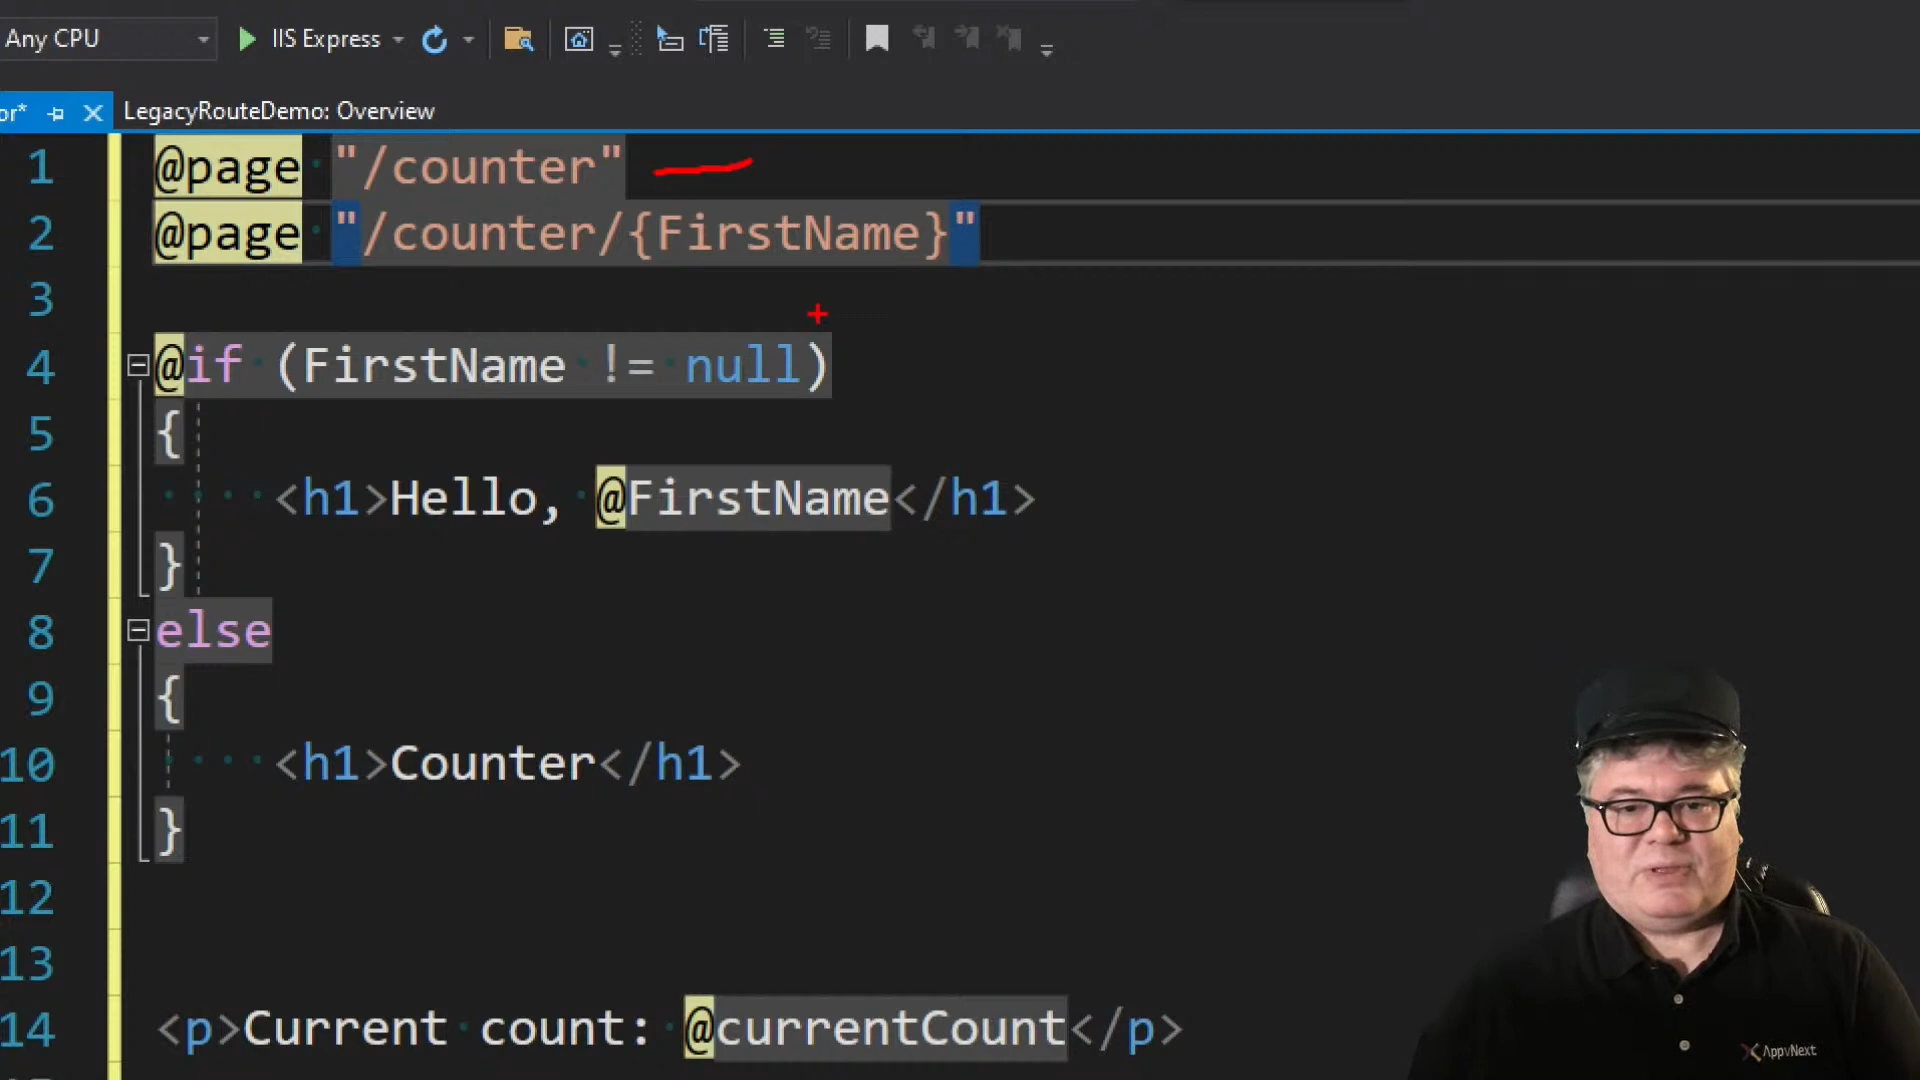 Any CPU IIS Express
or* LegacyRouteDemo: Overview
1 @page "/counter"
2 @page "/counter/{FirstName}"
3
4 @if (FirstName != null)
5 {
6 <h1>Hello, @FirstName</h1>
7 }
8 else
9 {
10 <h1>Counter</h1>
11 }
12
13
14 <p>Current count: @currentCount</p>
AppvNext